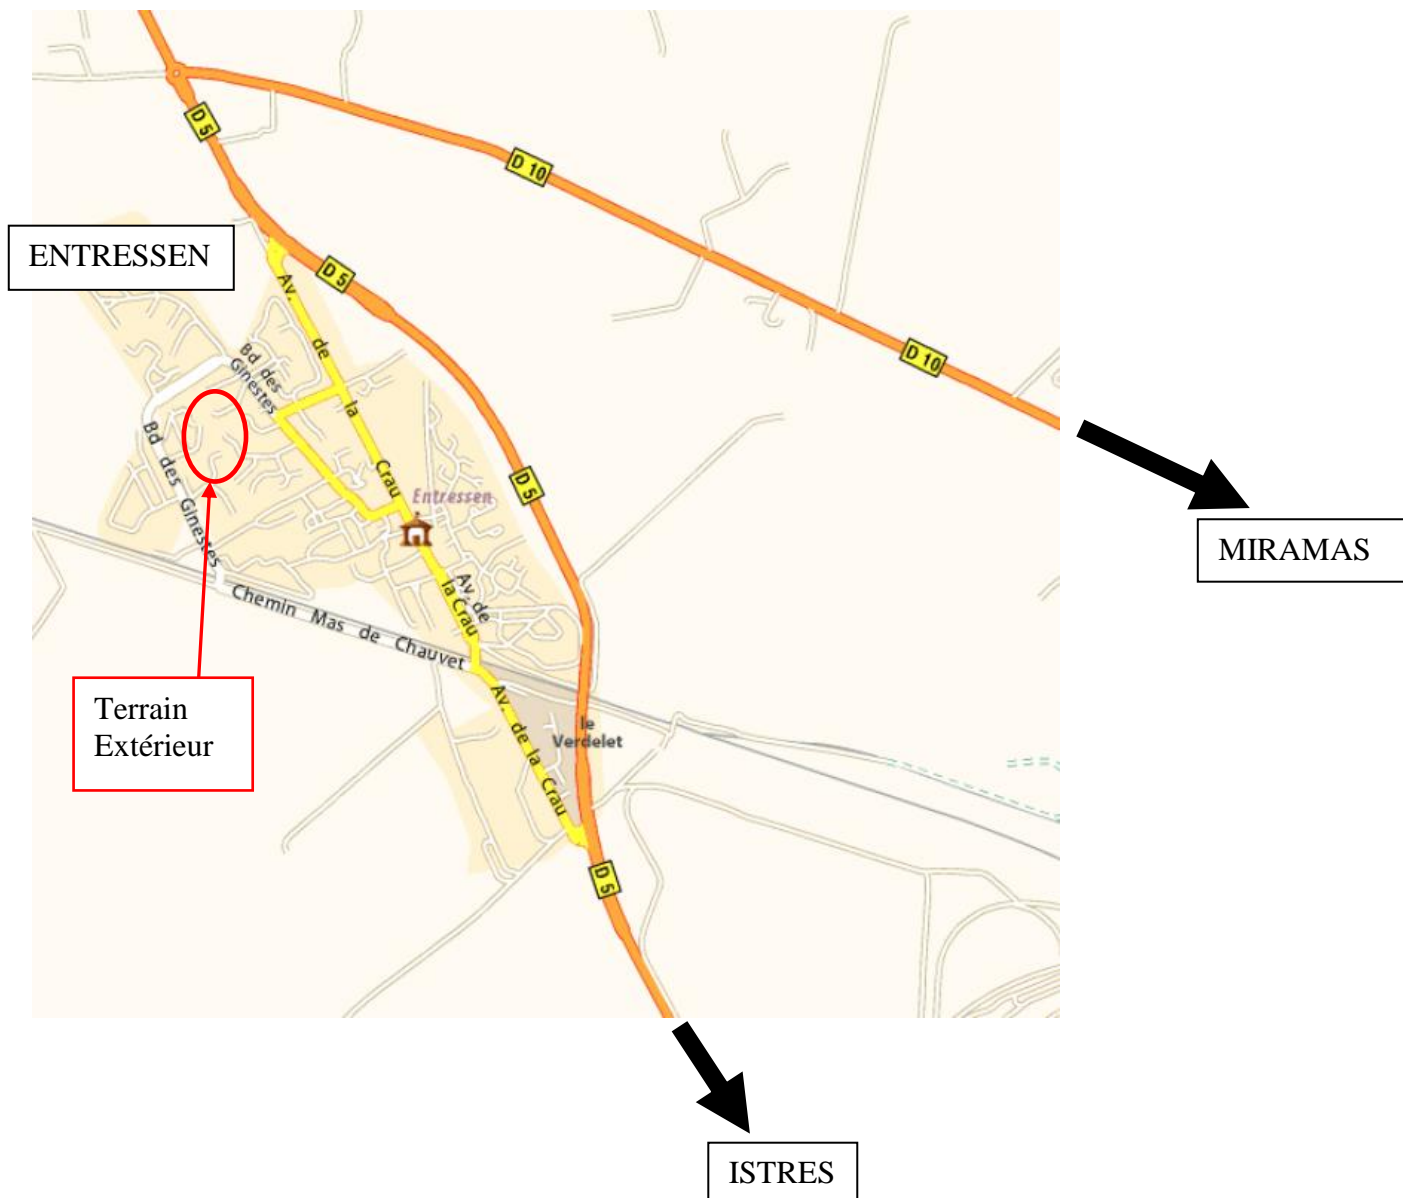 D 5
D 10
ENTRESSEN
D 5
Av. de la Crau
D 10
Bd des
Ginestes
Bd des Ginestes
D 5
Entressen
MIRAMAS
Av. de
la Crau
Chemin Mas de Chauvet
Terrain
Extérieur
Av. de la Crau
le
Verdelet
D 5
ISTRES